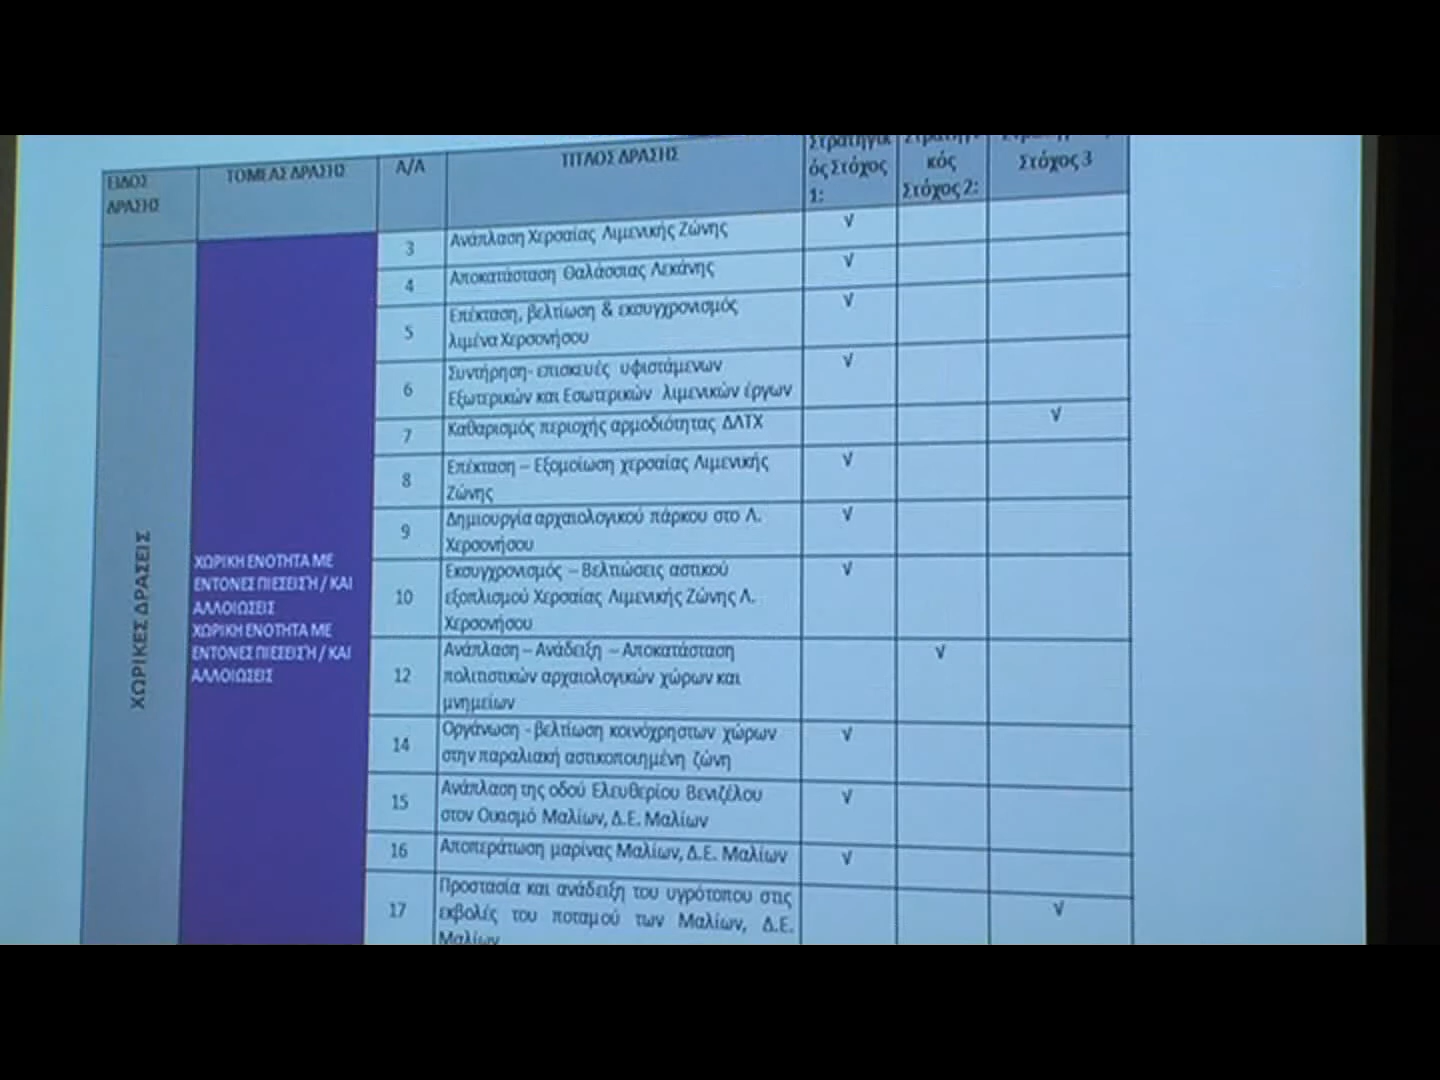 ΕΙΔΟΣ
ΔΡΑΣΗΣ
ΤΟΜΕΑΣ ΔΡΑΣΗΣ
Α/Α
ΤΙΤΛΟΣ ΔΡΑΣΗΣ
Στρατηγικ
ός Στόχος
1:
Στρατηγι
κός
Στόχος 2:
Στόχος 3
ΧΩΡΙΚΕΣ ΔΡΑΣΕΙΣ
ΧΩΡΙΚΗ ΕΝΟΤΗΤΑ ΜΕ
ΕΝΤΟΝΕΣ ΠΙΕΣΕΙΣ Ή / ΚΑΙ
ΑΛΛΟΙΩΣΕΙΣ
ΧΩΡΙΚΗ ΕΝΟΤΗΤΑ ΜΕ
ΕΝΤΟΝΕΣ ΠΙΕΣΕΙΣ Ή / ΚΑΙ
ΑΛΛΟΙΩΣΕΙΣ
3 Ανάπλαση Χερσαίας Λιμενικής Ζώνης √
4 Αποκατάσταση Θαλάσσιας Λεκάνης √
5 Επέκταση, βελτίωση & εκσυγχρονισμός √
λιμένα Χερσονήσου
6 Συντήρηση- επισκευές υφιστάμενων √
Εξωτερικών και Εσωτερικών λιμενικών έργων
7 Καθαρισμός περιοχής αρμοδιότητας ΔΛΤΧ √
8 Επέκταση – Εξομοίωση χερσαίας Λιμενικής √
Ζώνης
9 Δημιουργία αρχαιολογικού πάρκου στο Λ. √
Χερσονήσου
10 Εκσυγχρονισμός – Βελτιώσεις αστικού √
εξοπλισμού Χερσαίας Λιμενικής Ζώνης Λ.
Χερσονήσου
12 Ανάπλαση – Ανάδειξη – Αποκατάσταση √
πολιτιστικών αρχαιολογικών χώρων και
μνημείων
14 Οργάνωση - βελτίωση κοινόχρηστων χώρων √
στην παραλιακή αστικοποιημένη ζώνη
15 Ανάπλαση της οδού Ελευθερίου Βενιζέλου √
στον Οικισμό Μαλίων, Δ.Ε. Μαλίων
16 Αποπεράτωση μαρίνας Μαλίων, Δ.Ε. Μαλίων √
17 Προστασία και ανάδειξη του υγρότοπου στις √
εκβολές του ποταμού των Μαλίων, Δ.Ε.
Μαλίων